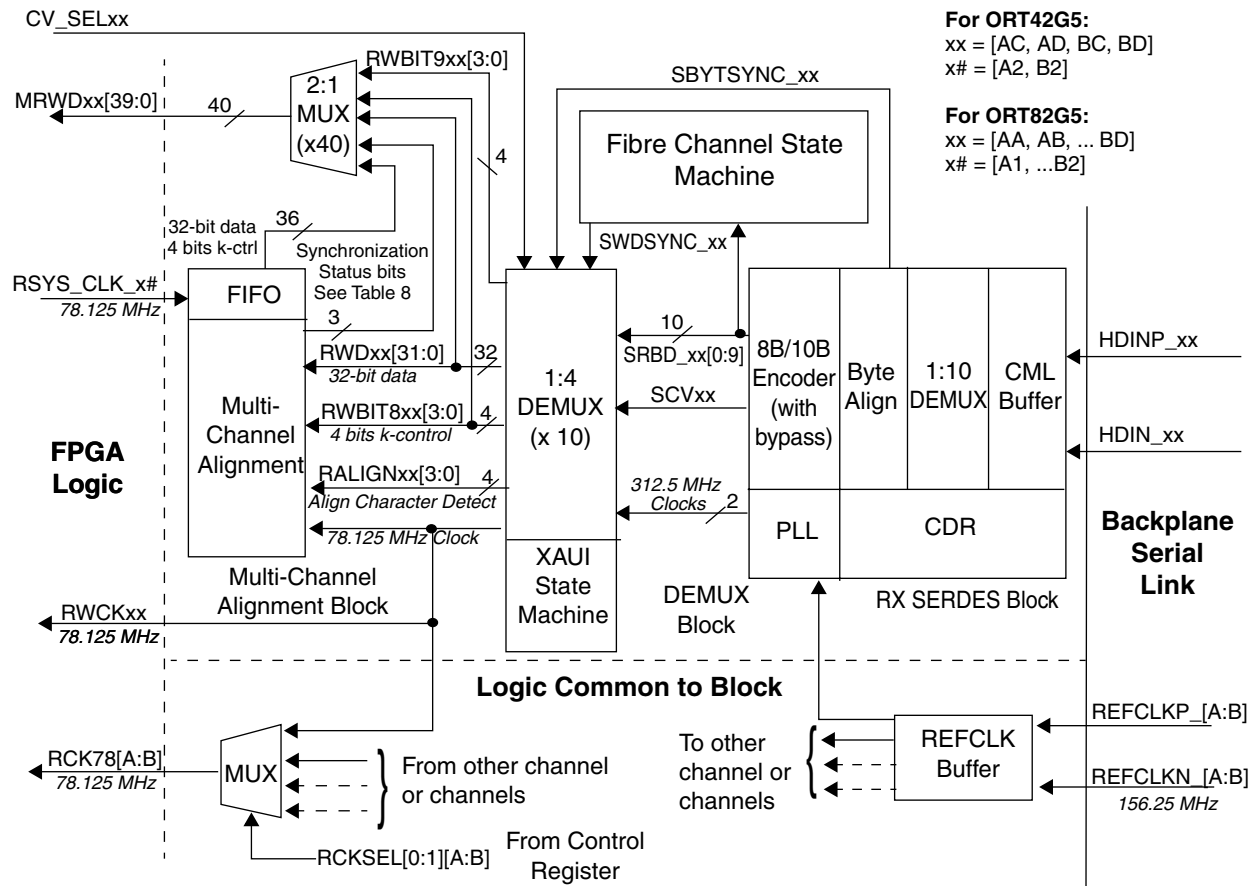 CV_SELxx
For ORT42G5:
xx = [AC, AD, BC, BD]
x# = [A2, B2]
For ORT82G5:
xx = [AA, AB, ... BD]
x# = [A1, ...B2]
RWBIT9xx[3:0]
SBYTSYNC_xx
MRWDxx[39:0]
40
2:1
MUX
(x40)
4
Fibre Channel State
Machine
32-bit data
4 bits k-ctrl
36
Synchronization
Status bits
See Table 8
SWDSYNC_xx
RSYS_CLK_x#
78.125 MHz
FIFO
3
RWDxx[31:0]
32
32-bit data
10
SRBD_xx[0:9]
HDINP_xx
1:4
DEMUX
(x 10)
8B/10B
Encoder
(with
bypass)
Byte
Align
1:10
DEMUX
CML
Buffer
Multi-
Channel
Alignment
RWBIT8xx[3:0]
4
4 bits k-control
SCVxx
HDIN_xx
FPGA
Logic
RALIGNxx[3:0]
4
Align Character Detect
312.5 MHz
Clocks
2
78.125 MHz Clock
PLL
CDR
Backplane
Serial
Link
XAUI
State
Machine
Multi-Channel
Alignment Block
DEMUX
Block
RX SERDES Block
RWCKxx
78.125 MHz
Logic Common to Block
REFCLKP_[A:B]
RCK78[A:B]
78.125 MHz
MUX
From other channel
or channels
To other
channel or
channels
REFCLK
Buffer
REFCLKN_[A:B]
156.25 MHz
RCKSEL[0:1][A:B]
From Control
Register